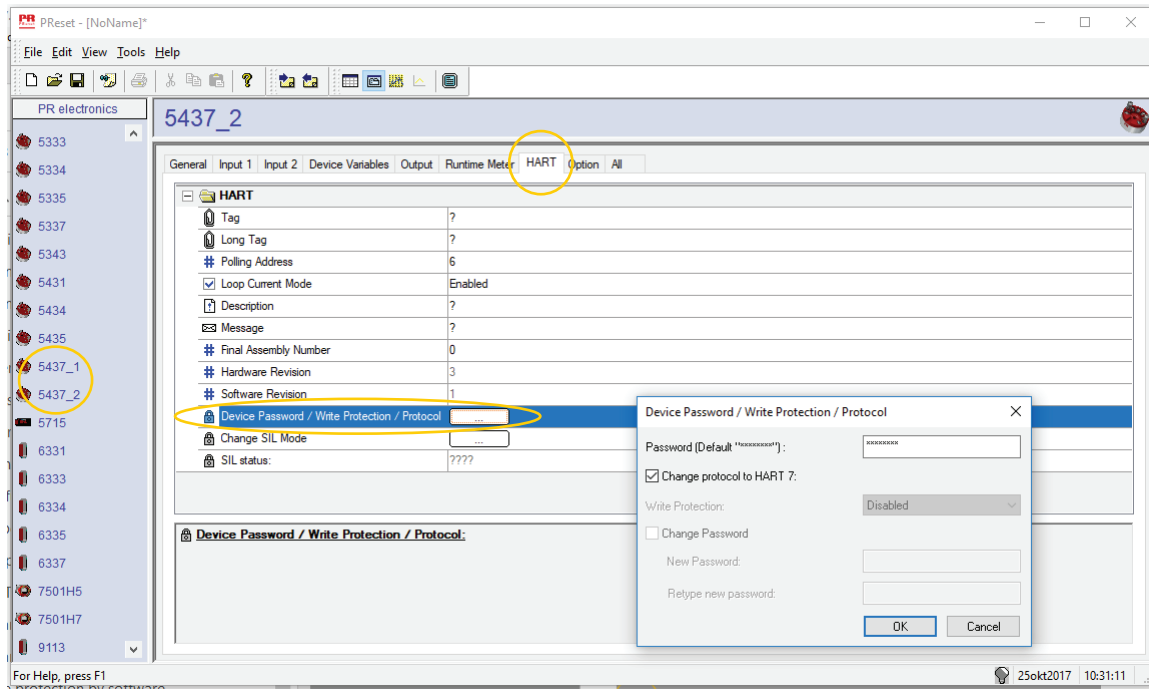 PReset - [NoName]*
File Edit View Tools Help
PR electronics
5333
5334
5335
5337
5343
5431
5434
5435
5437_1
5437_2
5715
6331
6333
6334
6335
6337
7501H5
7501H7
9113
5437_2
General Input 1 Input 2 Device Variables Output Runtime Meter HART Option All
HART
Tag ?
Long Tag ?
Polling Address 6
Loop Current Mode Enabled
Description ?
Message ?
Final Assembly Number 0
Hardware Revision 3
Software Revision 1
Device Password / Write Protection / Protocol ...
Change SIL Mode ...
SIL status: ????
Device Password / Write Protection / Protocol:
Device Password / Write Protection / Protocol
Password (Default "********") : ********
Change protocol to HART 7:
Write Protection: Disabled
Change Password
New Password:
Retype new password:
OK Cancel
For Help, press F1 25okt2017 10:31:11
protection by software